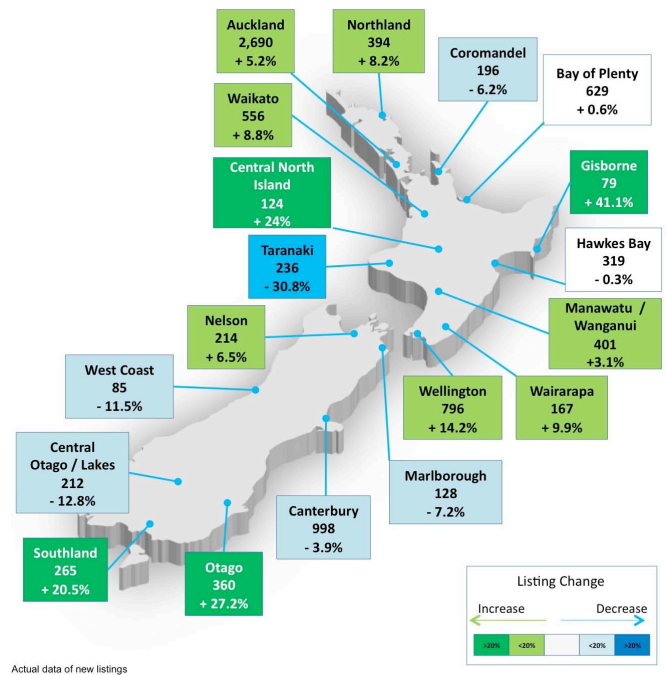 Auckland
2,690
+ 5.2%
Northland
394
+ 8.2%
Coromandel
196
- 6.2%
Bay of Plenty
629
+ 0.6%
Waikato
556
+ 8.8%
Central North
Island
124
+ 24%
Gisborne
79
+ 41.1%
Taranaki
236
- 30.8%
Hawkes Bay
319
- 0.3%
Nelson
214
+ 6.5%
Manawatu /
Wanganui
401
+3.1%
West Coast
85
- 11.5%
Wellington
796
+ 14.2%
Wairarapa
167
+ 9.9%
Central
Otago / Lakes
212
- 12.8%
Marlborough
128
- 7.2%
Canterbury
998
- 3.9%
Southland
265
+ 20.5%
Otago
360
+ 27.2%
Listing Change
Increase Decrease
>20% <20% <20% >20%
Actual data of new listings